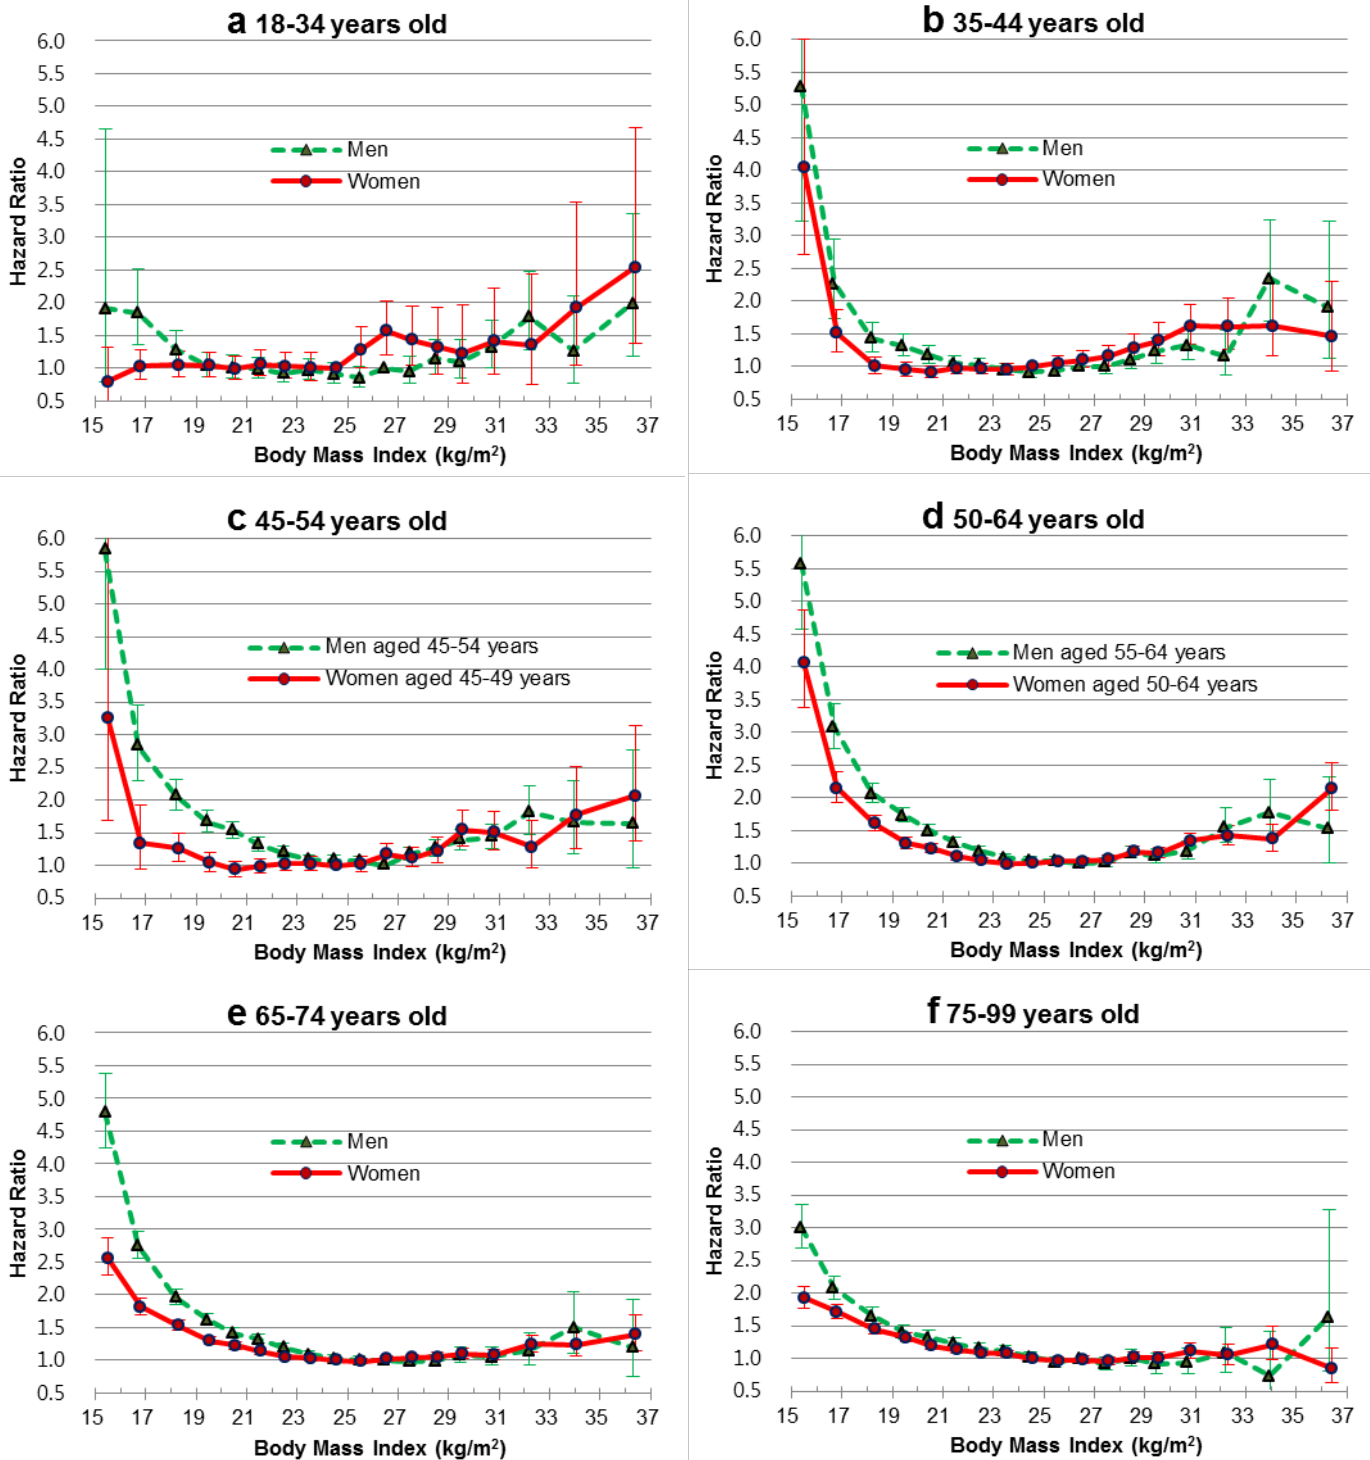 a 18-34 years old
6.0
5.5
5.0
4.5
4.0
3.5
3.0
2.5
2.0
1.5
1.0
0.5
Hazard Ratio
Men
Women
15 17 19 21 23 25 27 29 31 33 35 37
Body Mass Index (kg/m²)
b 35-44 years old
6.0
5.5
5.0
4.5
4.0
3.5
3.0
2.5
2.0
1.5
1.0
0.5
Hazard Ratio
Men
Women
15 17 19 21 23 25 27 29 31 33 35 37
Body Mass Index (kg/m²)
c 45-54 years old
6.0
5.5
5.0
4.5
4.0
3.5
3.0
2.5
2.0
1.5
1.0
0.5
Hazard Ratio
Men aged 45-54 years
Women aged 45-49 years
15 17 19 21 23 25 27 29 31 33 35 37
Body Mass Index (kg/m²)
d 50-64 years old
6.0
5.5
5.0
4.5
4.0
3.5
3.0
2.5
2.0
1.5
1.0
0.5
Hazard Ratio
Men aged 55-64 years
Women aged 50-64 years
15 17 19 21 23 25 27 29 31 33 35 37
Body Mass Index (kg/m²)
e 65-74 years old
6.0
5.5
5.0
4.5
4.0
3.5
3.0
2.5
2.0
1.5
1.0
0.5
Hazard Ratio
Men
Women
15 17 19 21 23 25 27 29 31 33 35 37
Body Mass Index (kg/m²)
f 75-99 years old
6.0
5.5
5.0
4.5
4.0
3.5
3.0
2.5
2.0
1.5
1.0
0.5
Hazard Ratio
Men
Women
15 17 19 21 23 25 27 29 31 33 35 37
Body Mass Index (kg/m²)